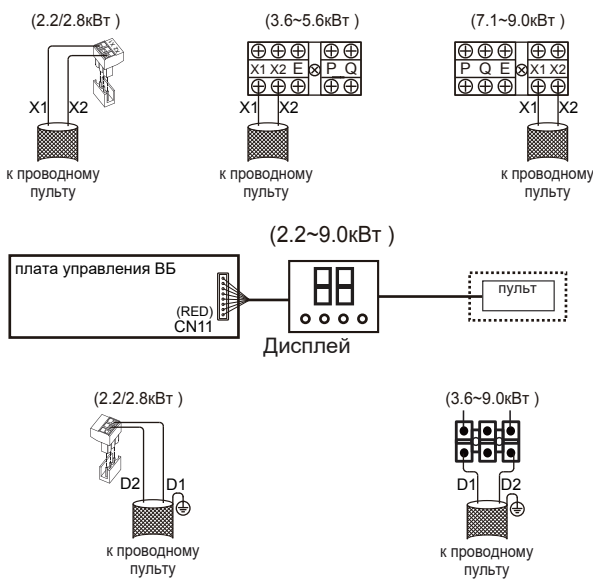 (2.2/2.8кВт )
X1 X2
к проводному
пульту
(3.6~5.6кВт )
X1 X2 E P Q
X1 X2
к проводному
пульту
(7.1~9.0кВт )
P Q E X1 X2
X1 X2
к проводному
пульту
(2.2~9.0кВт )
плата управления ВБ
(RED)
CN11
Дисплей
пульт
(2.2/2.8кВт )
D2 D1
к проводному
пульту
(3.6~9.0кВт )
D1 D2
к проводному
пульту